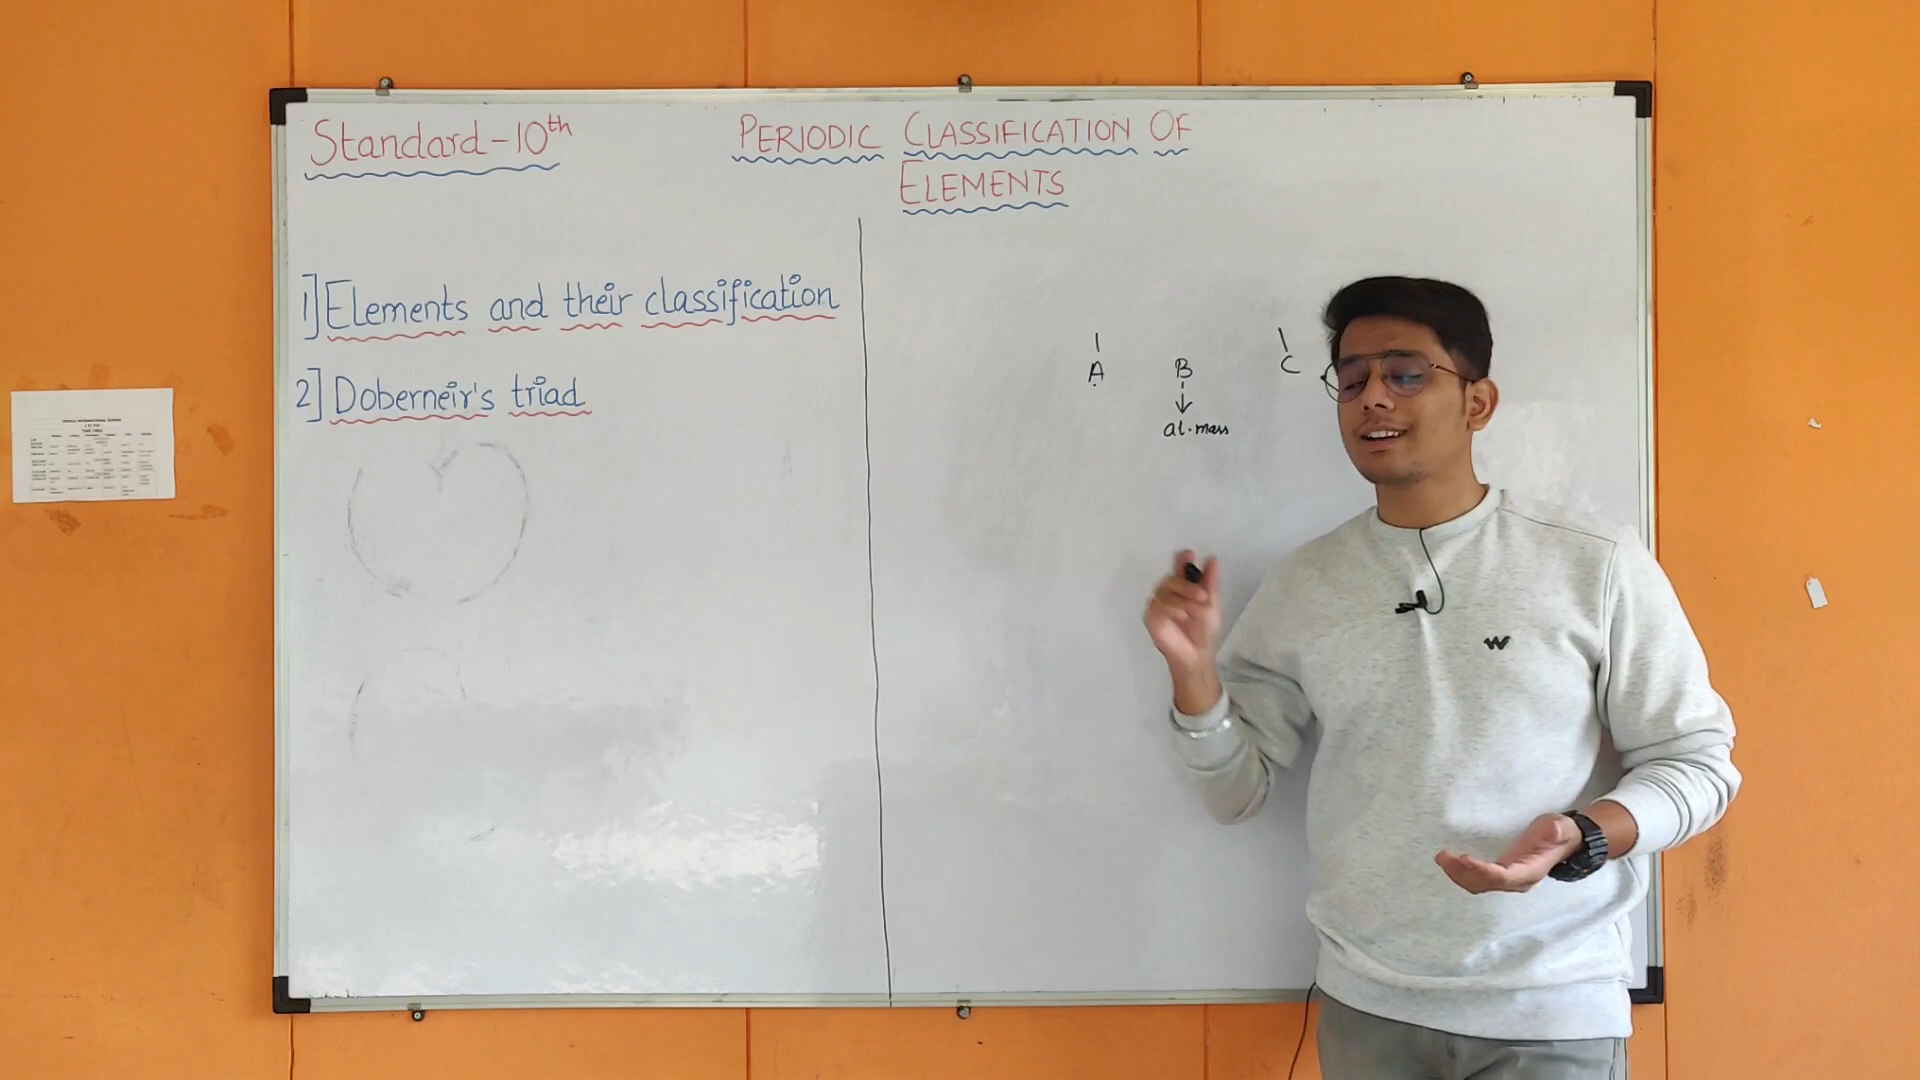 Standard-10th
PERIODIC CLASSIFICATION OF
ELEMENTS
1] Elements and their classification
2] Doberneir's triad
A B C
at. mass
W